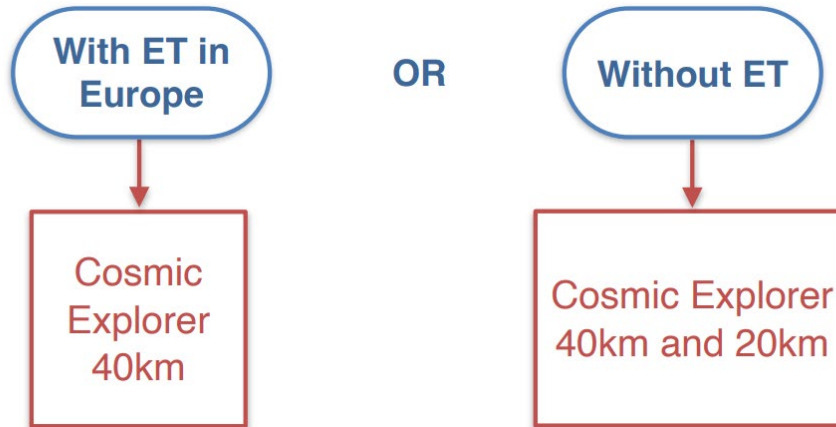 With ET in
Europe
OR
Without ET
Cosmic
Explorer
40km
Cosmic Explorer
40km and 20km